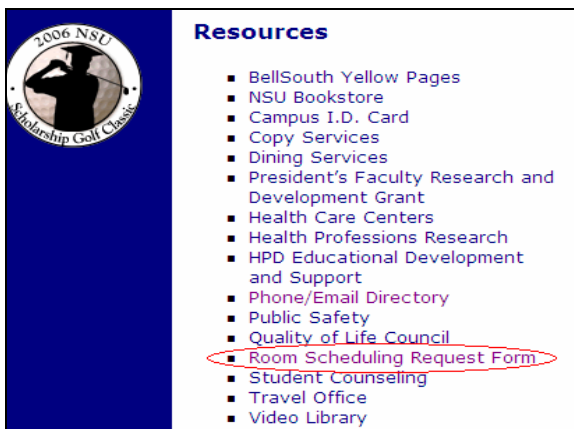 2006 NSU
Scholarship Golf Classic
Resources
BellSouth Yellow Pages
NSU Bookstore
Campus I.D. Card
Copy Services
Dining Services
President's Faculty Research and
Development Grant
Health Care Centers
Health Professions Research
HPD Educational Development
and Support
Phone/Email Directory
Public Safety
Quality of Life Council
Room Scheduling Request Form
Student Counseling
Travel Office
Video Library